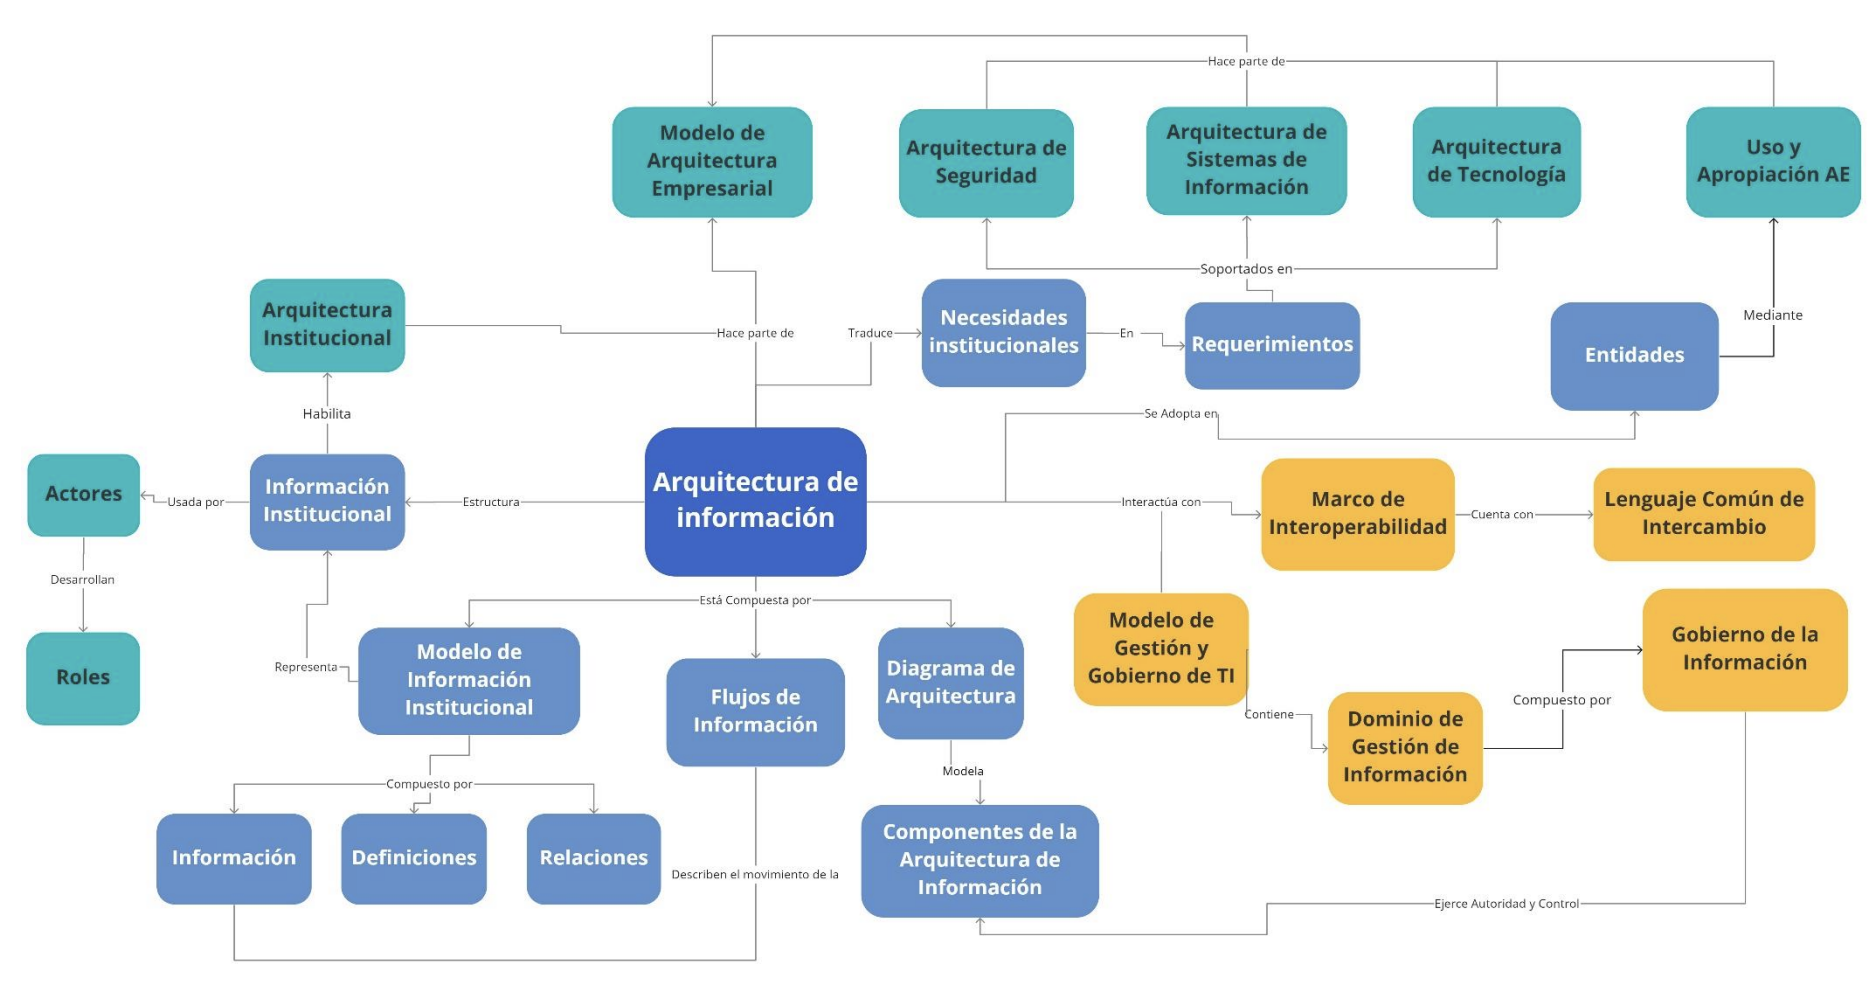 Hace parte de
Modelo de
Arquitectura
Empresarial
Arquitectura de
Seguridad
Arquitectura de
Sistemas de
Información
Arquitectura
de Tecnología
Uso y
Apropiación AE
Soportados en
Arquitectura
Institucional
Hace parte de
Traduce
Necesidades
institucionales
En
Requerimientos
Entidades
Mediante
Habilita
Se Adopta en
Actores
Usada por
Información
Institucional
Estructura
Arquitectura de
información
Interactúa con
Marco de
Interoperabilidad
Cuenta con
Lenguaje Común de
Intercambio
Desarrollan
Roles
Está Compuesta por
Representa
Modelo de
Información
Institucional
Flujos de
Información
Diagrama de
Arquitectura
Modelo de
Gestión y
Gobierno de TI
Contiene
Dominio de
Gestión de
Información
Compuesto por
Gobierno de la
Información
Modela
Compuesto por
Información
Definiciones
Relaciones
Describen el movimiento de la
Componentes de la
Arquitectura de
Información
Ejerce Autoridad y Control